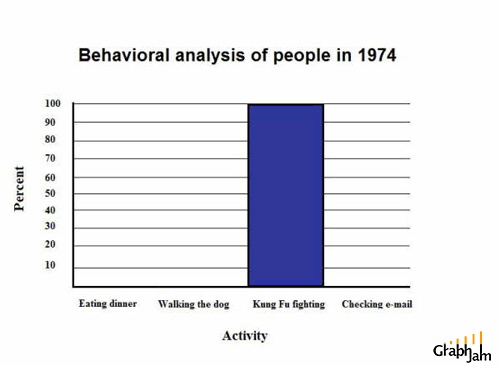 Behavioral analysis of people in 1974
100
90
80
70
60
50
40
30
20
10
Percent
Eating dinner Walking the dog Kung Fu fighting Checking e-mail
Activity
GraphJam